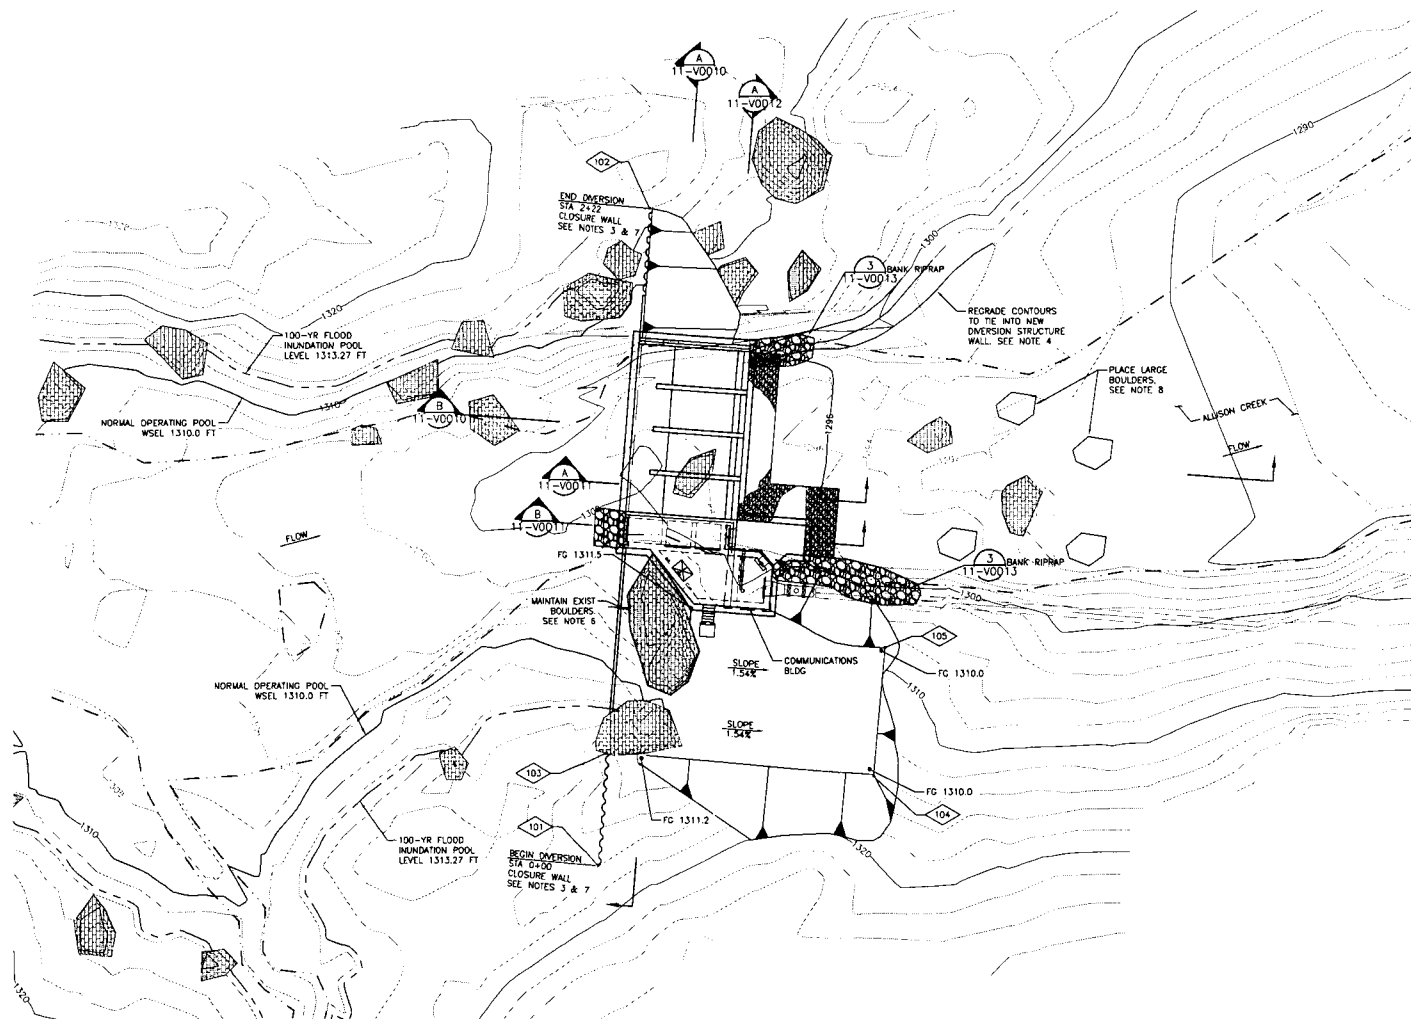 A
11-V0010
A
11-V0012
102
1290
END DIVERSION
STA 2+22
CLOSURE WALL
SEE NOTES 3 & 7
1300
3
11-V0013
BANK RIPRAP
1320
REGRADE CONTOURS
TO TIE INTO NEW
DIVERSION STRUCTURE
WALL. SEE NOTE 4
100-YR FLOOD
INUNDATION POOL
LEVEL 1313.27 FT
PLACE LARGE
BOULDERS.
SEE NOTE 8
1310
B
11-V0010
NORMAL OPERATING POOL
WSEL 1310.0 FT
ALLISON CREEK
1296
FLOW
A
11-V0011
B
11-V0011
FLOW
FG 1311.5
3
11-V0013
BANK RIPRAP
1300
MAINTAIN EXIST
BOULDERS.
SEE NOTE 6
105
SLOPE
1.54%
COMMUNICATIONS
BLDG
FG 1310.0
1310
NORMAL OPERATING POOL
WSEL 1310.0 FT
SLOPE
1.54%
103
FG 1310.0
104
1310
101
FG 1311.2
100-YR FLOOD
INUNDATION POOL
LEVEL 1313.27 FT
BEGIN DIVERSION
STA 0+00
CLOSURE WALL
SEE NOTES 3 & 7
1320
1320